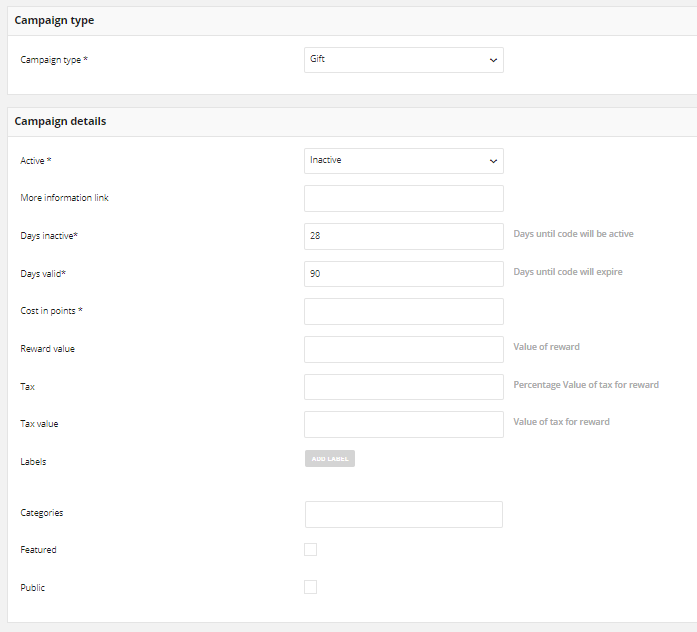 Campaign type
Campaign type * Gift
Campaign details
Active * Inactive
More information link
Days inactive* 28 Days until code will be active
Days valid* 90 Days until code will expire
Cost in points *
Reward value Value of reward
Tax Percentage Value of tax for reward
Tax value Value of tax for reward
Labels ADD LABEL
Categories
Featured
Public